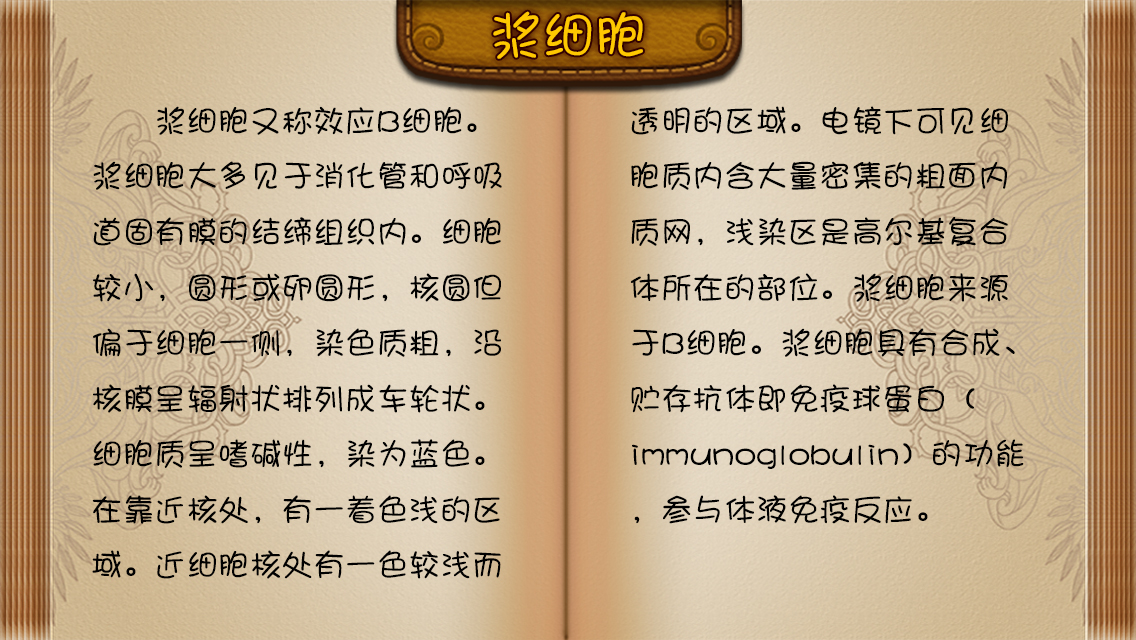 浆细胞
浆细胞又称效应B细胞。
浆细胞大多见于消化管和呼吸
道固有膜的结缔组织内。细胞
较小，圆形或卵圆形，核圆但
偏于细胞一侧，染色质粗，沿
核膜呈辐射状排列成车轮状。
细胞质呈嗜碱性，染为蓝色。
在靠近核处，有一着色浅的区
域。近细胞核处有一色较浅而
透明的区域。电镜下可见细
胞质内含大量密集的粗面内
质网，浅染区是高尔基复合
体所在的部位。浆细胞来源
于B细胞。浆细胞具有合成、
贮存抗体即免疫球蛋白（
immunoglobulin）的功能
，参与体液免疫反应。